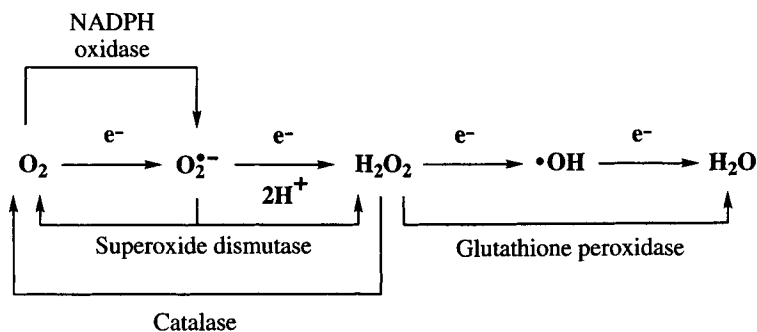 NADPH
oxidase
e⁻ e⁻ e⁻ e⁻
O₂ O₂•⁻ H₂O₂ •OH H₂O
2H⁺
Superoxide dismutase Glutathione peroxidase
Catalase